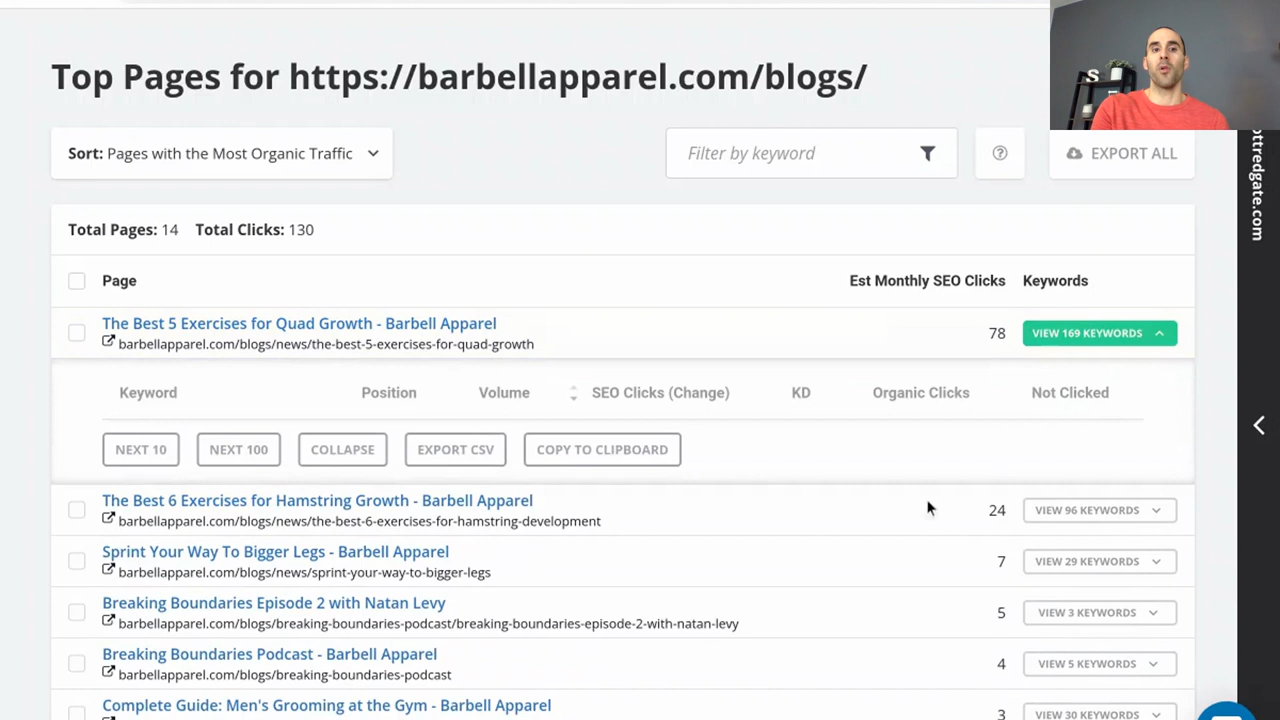 Top Pages for https://barbellapparel.com/blogs/
Sort: Pages with the Most Organic Traffic
Filter by keyword
EXPORT ALL
ottredgate.com
Total Pages: 14 Total Clicks: 130
Page Est Monthly SEO Clicks Keywords
The Best 5 Exercises for Quad Growth - Barbell Apparel
barbellapparel.com/blogs/news/the-best-5-exercises-for-quad-growth
78 VIEW 169 KEYWORDS
Keyword Position Volume SEO Clicks (Change) KD Organic Clicks Not Clicked
NEXT 10 NEXT 100 COLLAPSE EXPORT CSV COPY TO CLIPBOARD
The Best 6 Exercises for Hamstring Growth - Barbell Apparel
barbellapparel.com/blogs/news/the-best-6-exercises-for-hamstring-development
24 VIEW 96 KEYWORDS
Sprint Your Way To Bigger Legs - Barbell Apparel
barbellapparel.com/blogs/news/sprint-your-way-to-bigger-legs
7 VIEW 29 KEYWORDS
Breaking Boundaries Episode 2 with Natan Levy
barbellapparel.com/blogs/breaking-boundaries-podcast/breaking-boundaries-episode-2-with-natan-levy
5 VIEW 3 KEYWORDS
Breaking Boundaries Podcast - Barbell Apparel
barbellapparel.com/blogs/breaking-boundaries-podcast
4 VIEW 5 KEYWORDS
Complete Guide: Men's Grooming at the Gym - Barbell Apparel
3 VIEW 30 KEYWORDS